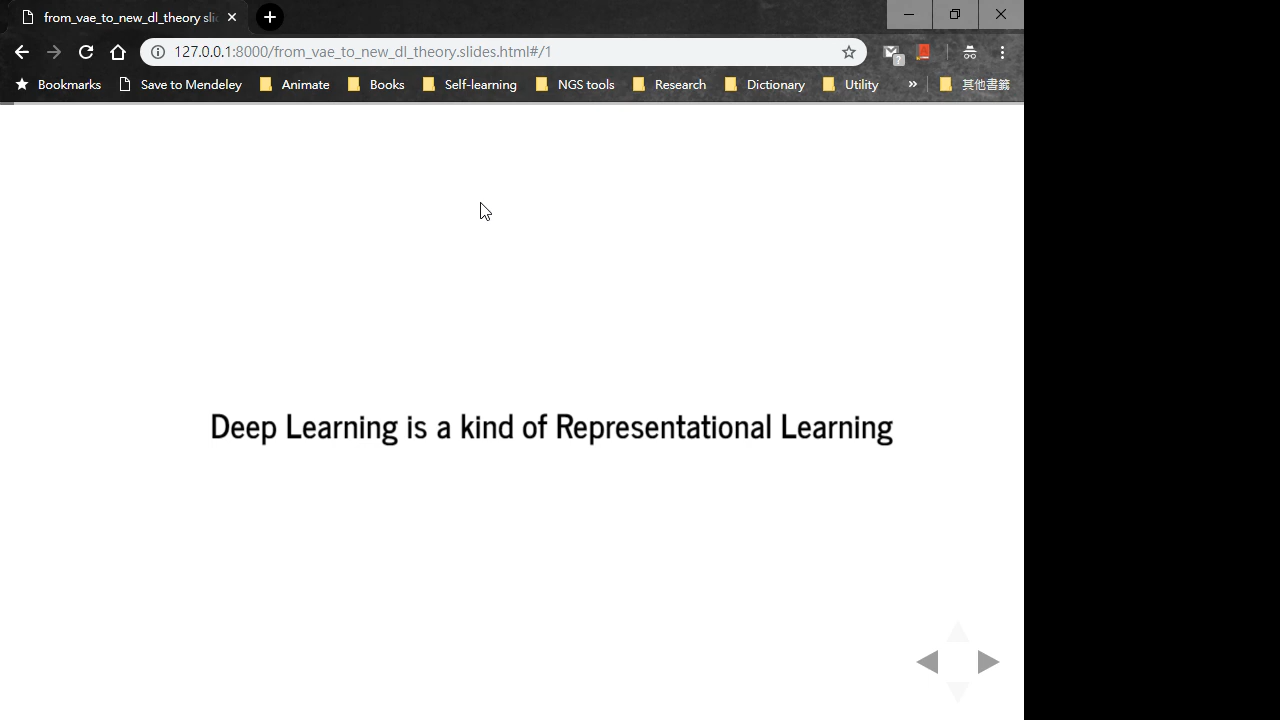 from_vae_to_new_dl_theory
127.0.0.1:8000/from_vae_to_new_dl_theory.slides.html#/1
?
Bookmarks Save to Mendeley Animate Books Self-learning NGS tools Research Dictionary Utility » 其他書籤
Deep Learning is a kind of Representational Learning